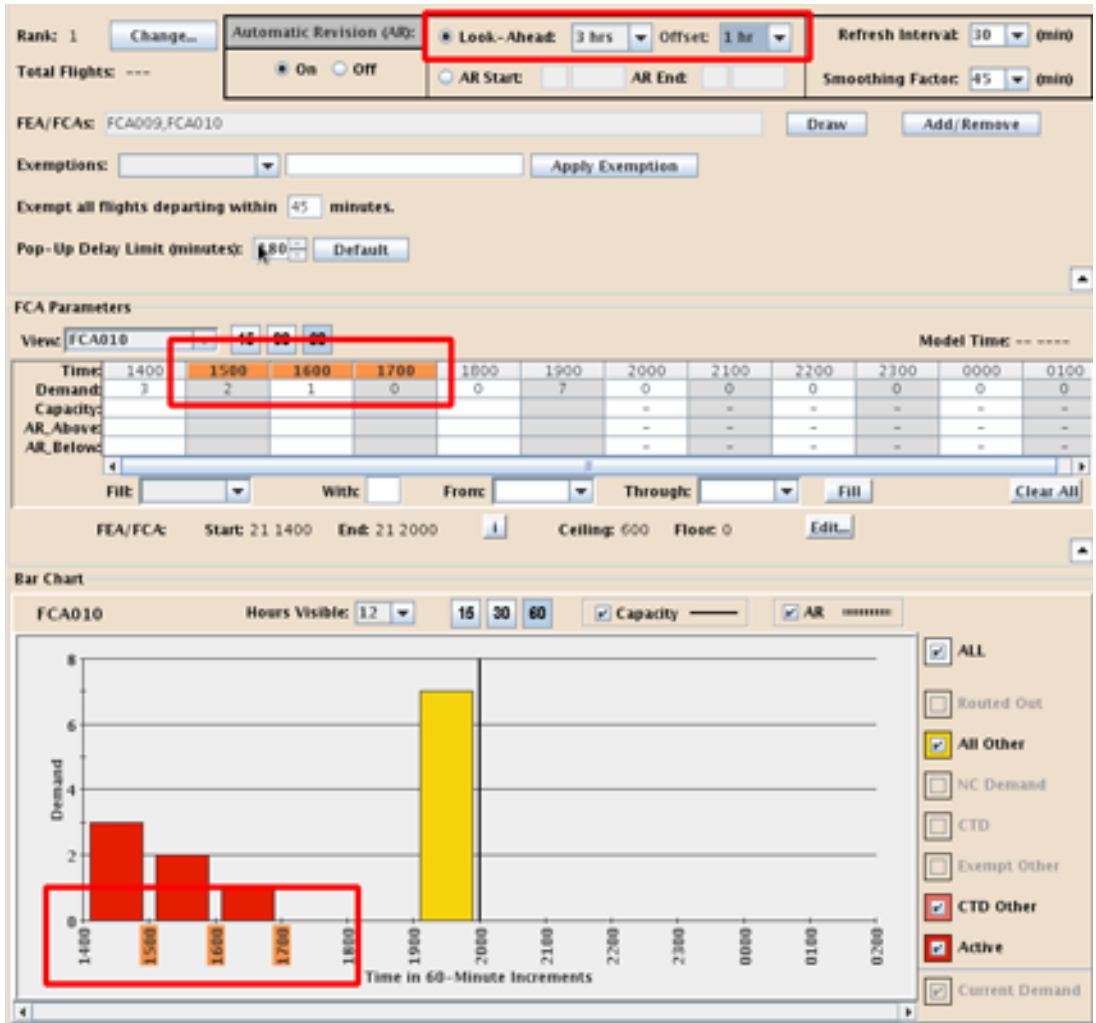 Rank: 1 Change... Automatic Revision (AR): Look-Ahead: 3 hrs Offset: 1 hr Refresh Interval: 30 (min)
Total Flights: --- On Off AR Start: AR End: Smoothing Factor: 45 (min)
FEA/FCAs: FCA009,FCA010 Draw Add/Remove
Exemptions: Apply Exemption
Exempt all flights departing within 45 minutes.
Pop-Up Delay Limit (minutes): 80 Default
FCA Parameters
View: FCA010 Model Time: -- ----
Time: 1400 1500 1600 1700 1800 1900 2000 2100 2200 2300 0000 0100
Demand: 3 2 1 0 0 7 0 0 0 0 0 0
Capacity: - - - - - -
AR_Above: - - - - - -
AR_Below: - - - - - -
Fill: With: From: Through: Fill Clear All
FEA/FCA: Start: 21 1400 End: 21 2000 i Ceiling: 600 Floor: 0 Edit...
Bar Chart
FCA010 Hours Visible: 12 15 30 60 Capacity AR
ALL
Routed Out
All Other
NC Demand
CTD
Exempt Other
CTD Other
Active
Current Demand
Demand
8
6
4
2
0
1400 1500 1600 1700 1800 1900 2000 2100 2200 2300 0000 0100 0200
Time in 60-Minute Increments